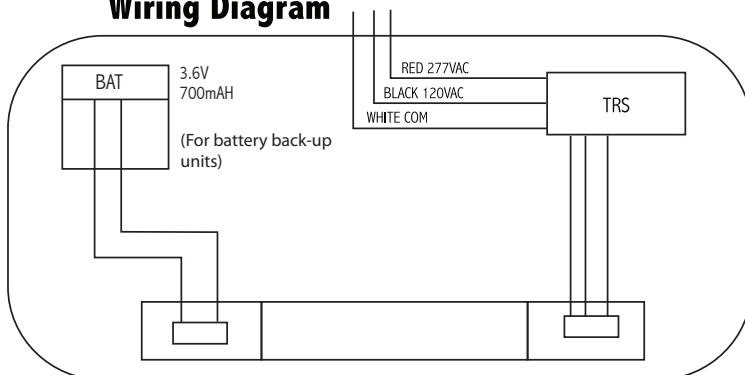 Wiring Diagram
BAT
3.6V
700mAH
(For battery back-up
units)
RED 277VAC
BLACK 120VAC
WHITE COM
TRS